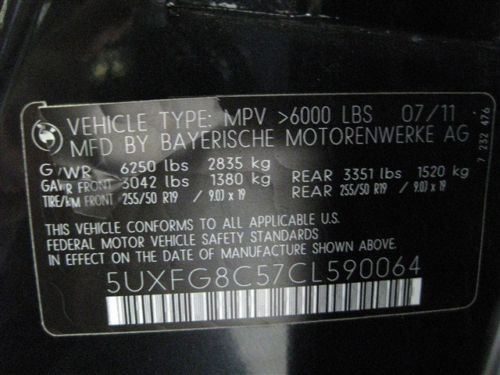 VEHICLE TYPE: MPV >6000 LBS 07/11
MFD BY BAYERISCHE MOTORENWERKE AG
GVWR 6250 lbs 2835 kg
GAWR FRONT 3042 lbs 1380 kg REAR 3351 lbs 1520 kg
TIRE/RIM FRONT 255/50 R19 / 9.0J x 19 REAR 255/50 R19 / 9.0J x 19
THIS VEHICLE CONFORMS TO ALL APPLICABLE U.S.
FEDERAL MOTOR VEHICLE SAFETY STANDARDS
IN EFFECT ON THE DATE OF MANUFACTURE SHOWN ABOVE.
5UXFG8C57CL590064
7 232 476